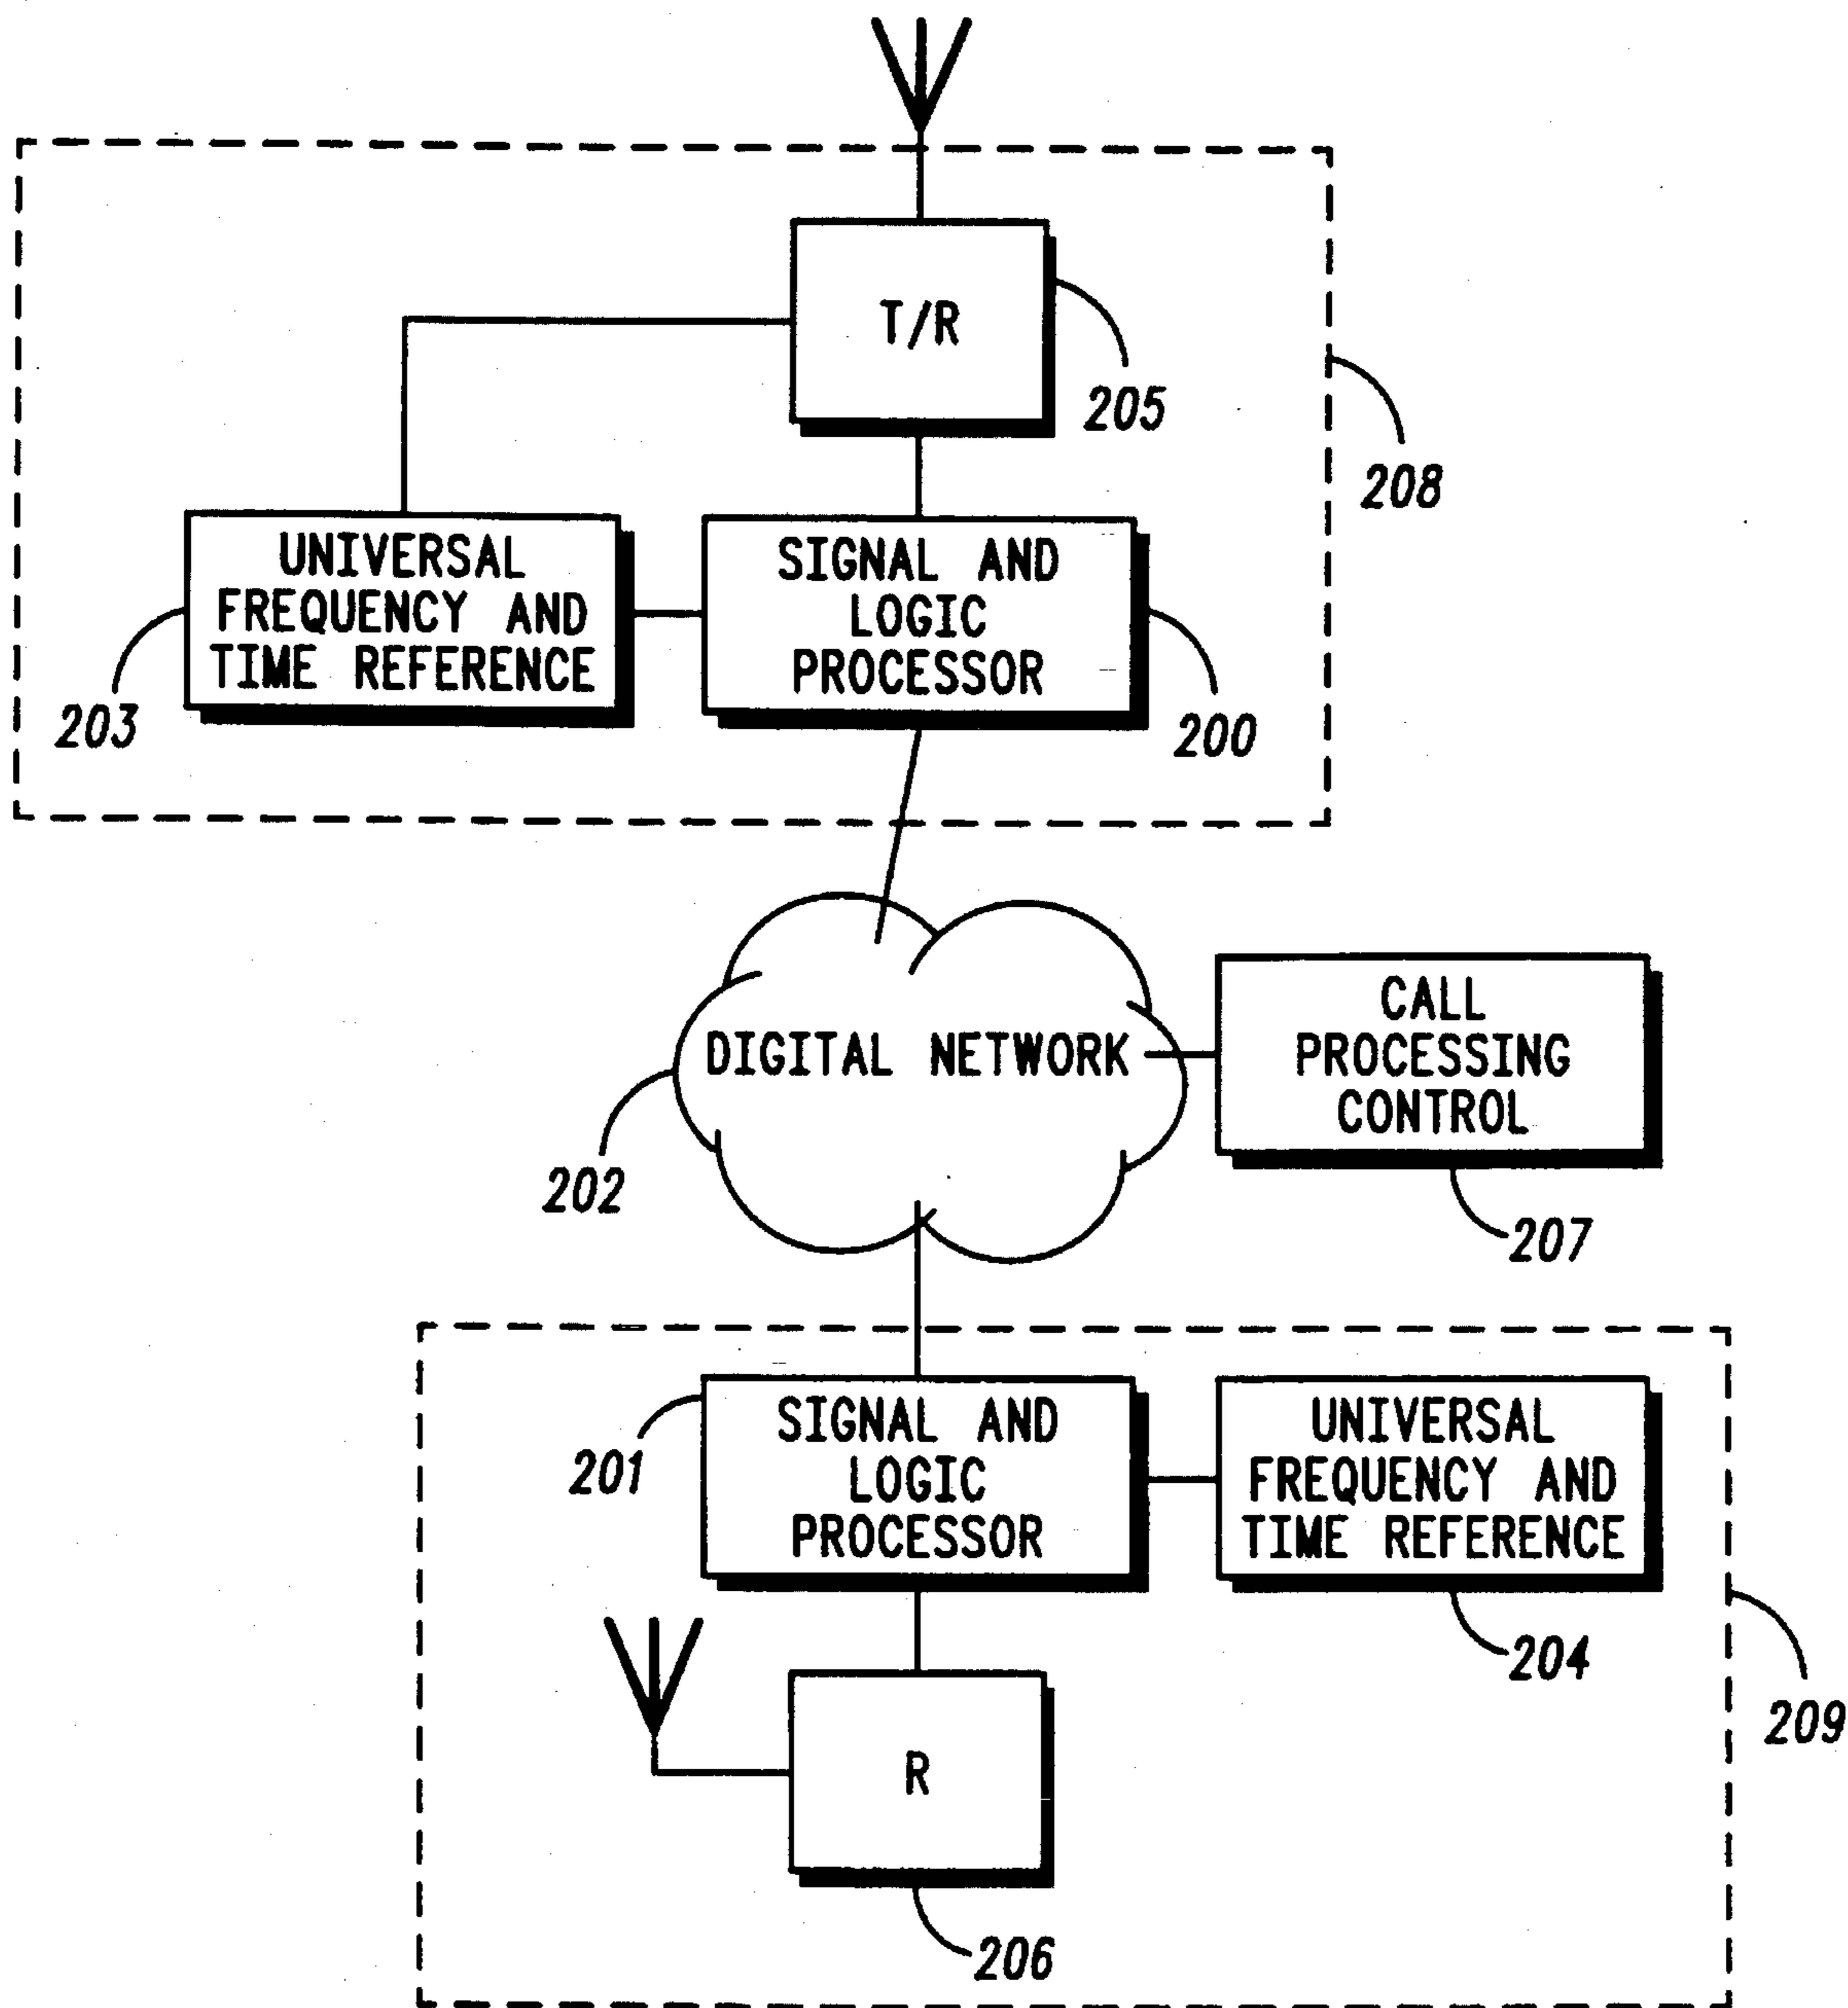 T/R
205
208
UNIVERSAL
FREQUENCY AND
TIME REFERENCE
203
SIGNAL AND
LOGIC
PROCESSOR
200
DIGITAL NETWORK
202
CALL
PROCESSING
CONTROL
207
SIGNAL AND
LOGIC
PROCESSOR
201
UNIVERSAL
FREQUENCY AND
TIME REFERENCE
204
209
R
206